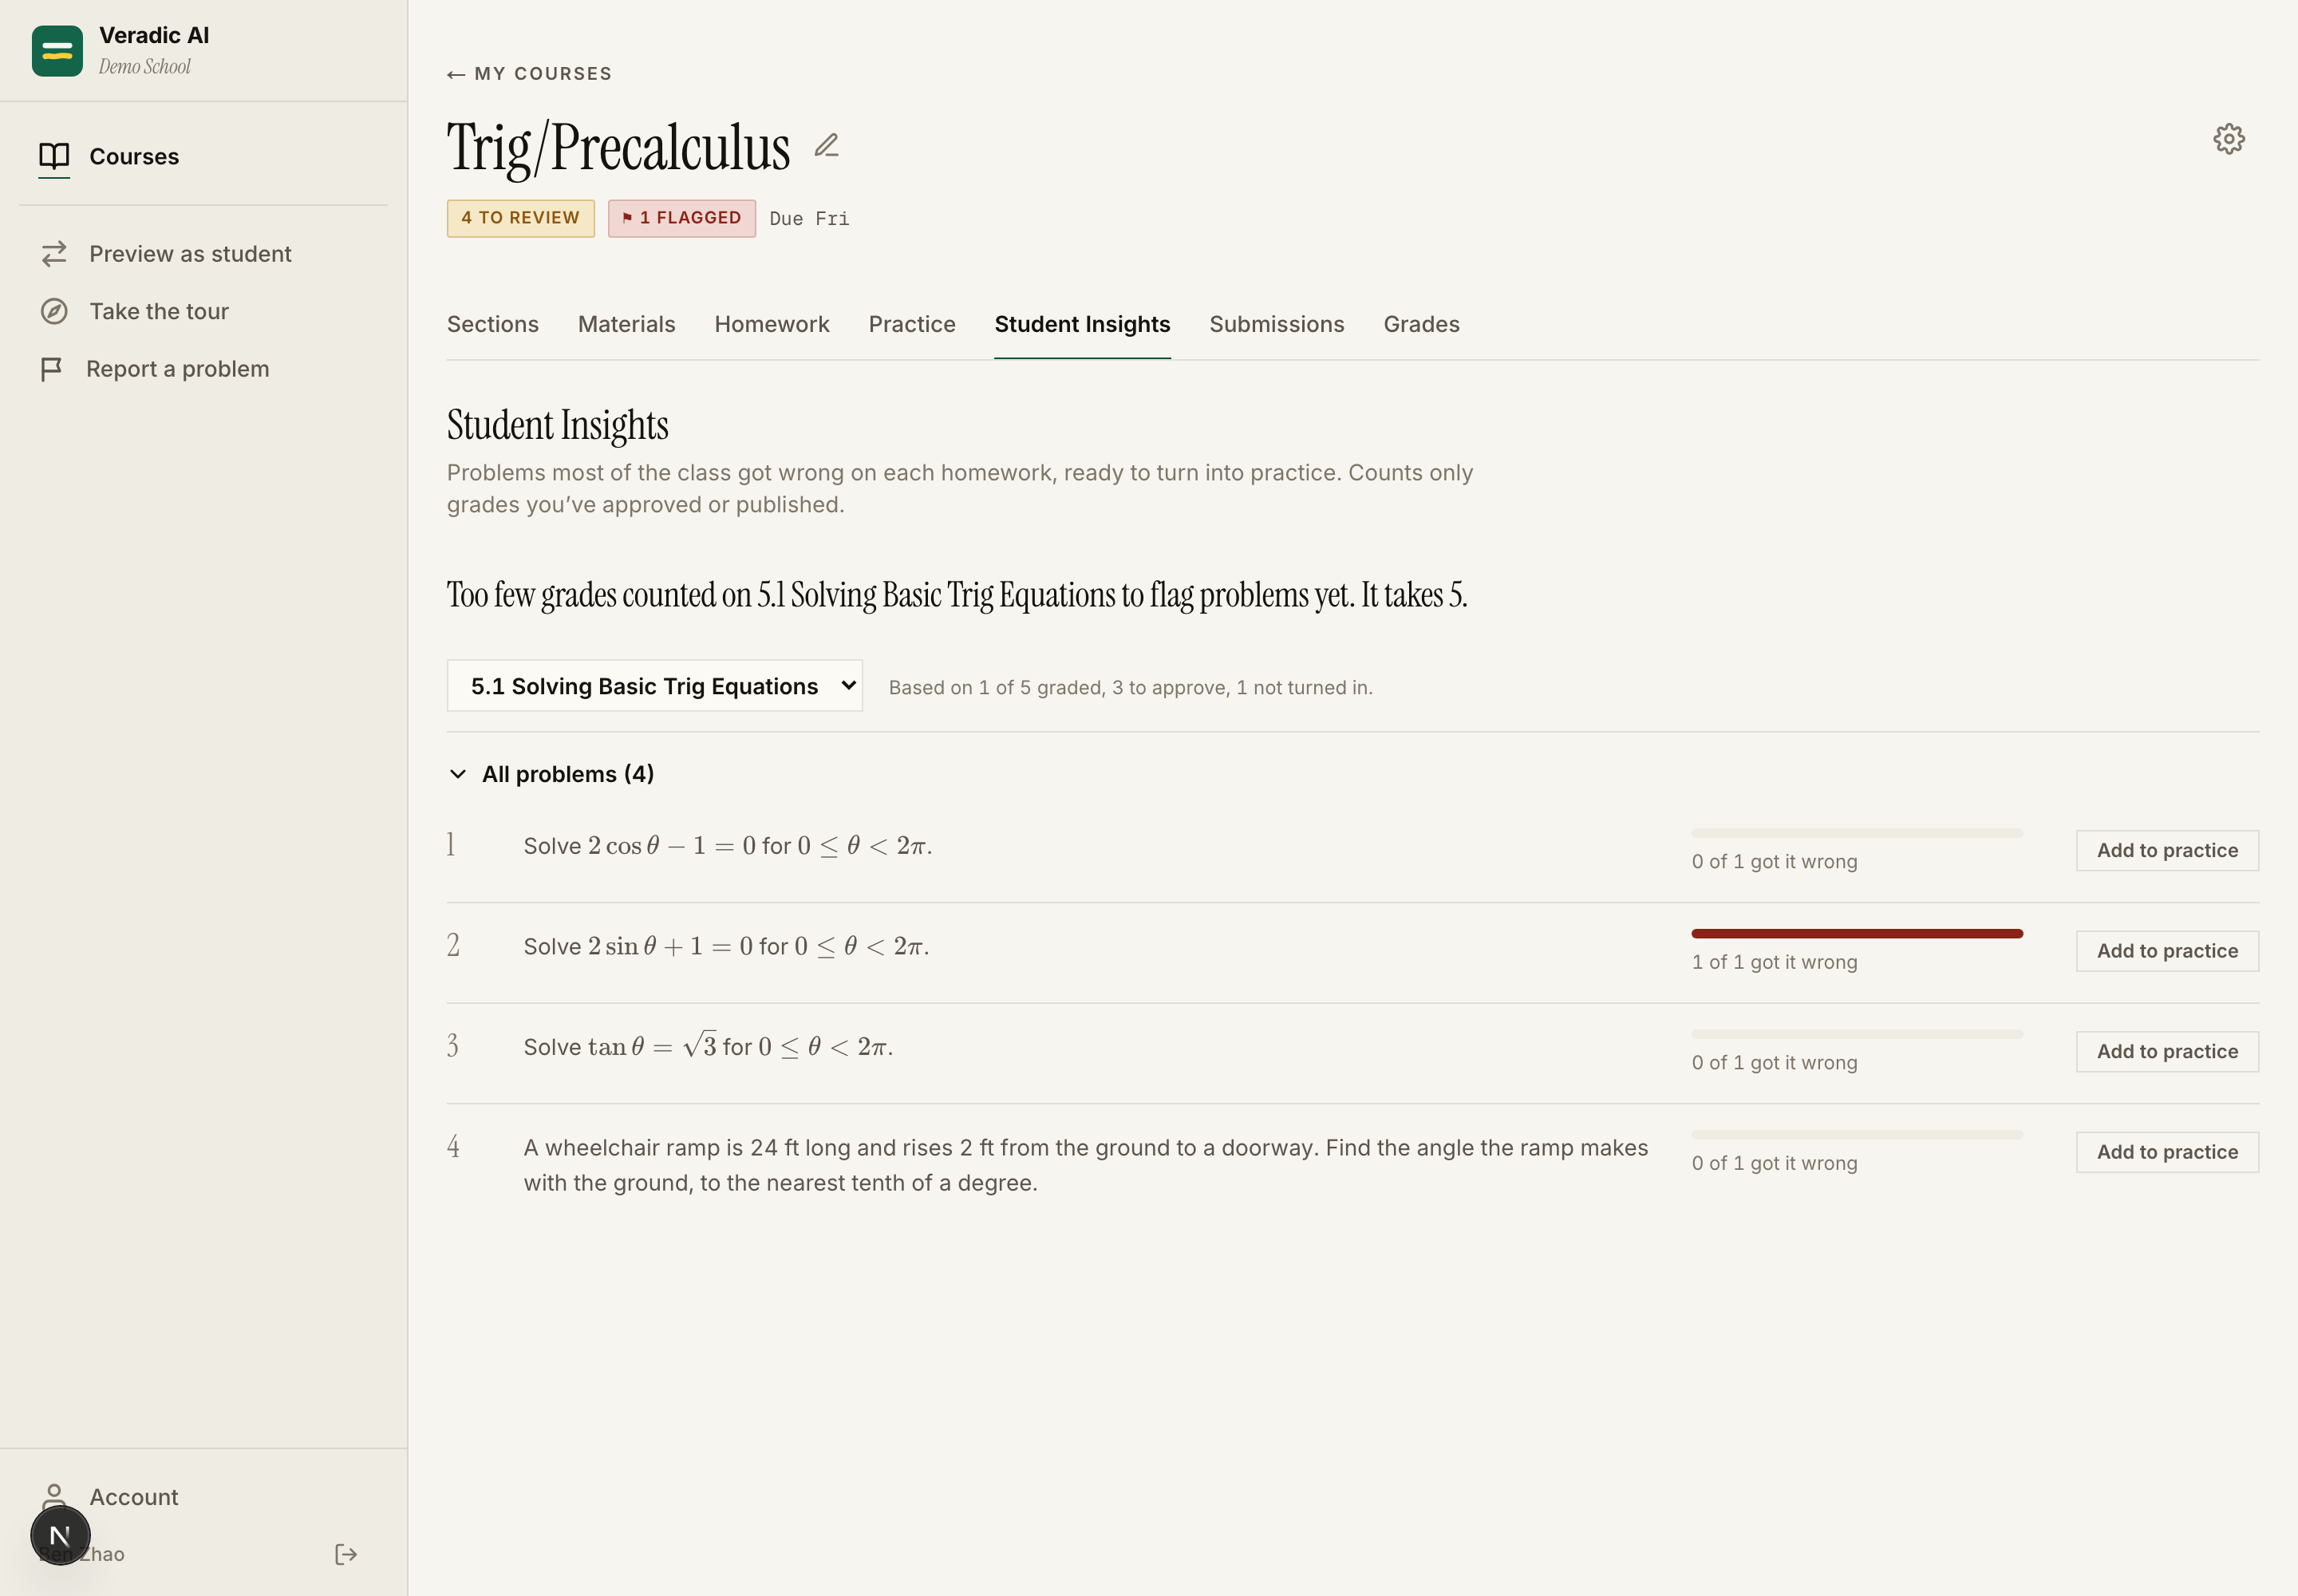 Veradic AI
Demo School
Courses
Preview as student
Take the tour
Report a problem
Account
Zhao
← MY COURSES
Trig/Precalculus
4 TO REVIEW
1 FLAGGED
Due Fri
Sections Materials Homework Practice Student Insights Submissions Grades
Student Insights
Problems most of the class got wrong on each homework, ready to turn into practice. Counts only
grades you’ve approved or published.
Too few grades counted on 5.1 Solving Basic Trig Equations to flag problems yet. It takes 5.
5.1 Solving Basic Trig Equations
Based on 1 of 5 graded, 3 to approve, 1 not turned in.
All problems (4)
1
Solve 2 cos θ − 1 = 0 for 0 ≤ θ < 2π.
0 of 1 got it wrong
Add to practice
2
Solve 2 sin θ + 1 = 0 for 0 ≤ θ < 2π.
1 of 1 got it wrong
Add to practice
3
Solve tan θ = √3 for 0 ≤ θ < 2π.
0 of 1 got it wrong
Add to practice
4
A wheelchair ramp is 24 ft long and rises 2 ft from the ground to a doorway. Find the angle the ramp makes
with the ground, to the nearest tenth of a degree.
0 of 1 got it wrong
Add to practice
N